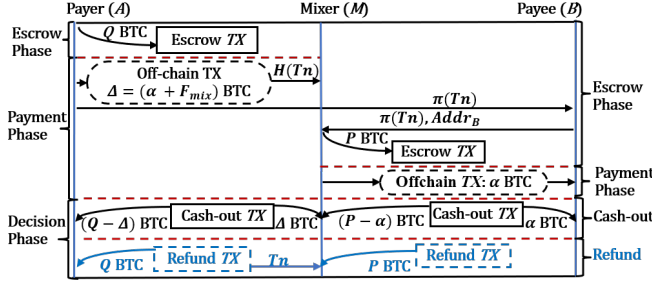 Payer (A) Mixer (M) Payee (B)
Escrow
Phase
Q BTC
Escrow TX
Off-chain TX
Δ = (α + F_mix) BTC
H(Tn)
Payment
Phase
π(Tn)
π(Tn), Addr_B
P BTC
Escrow TX
Escrow
Phase
Offchain TX: α BTC
Payment
Phase
Decision
Phase
(Q − Δ) BTC
Cash-out TX
Δ BTC
(P − α) BTC
Cash-out TX
α BTC
Cash-out
Q BTC
Refund TX
Tn
P BTC
Refund TX
Refund